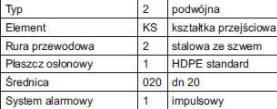 Typ 2 podwójna
Element KS kształtka przejściowa
Rura przewodowa 2 stalowa ze szwem
Płaszcz osłonowy 1 HDPE standard
Średnica 020 dn 20
System alarmowy 1 impulsowy